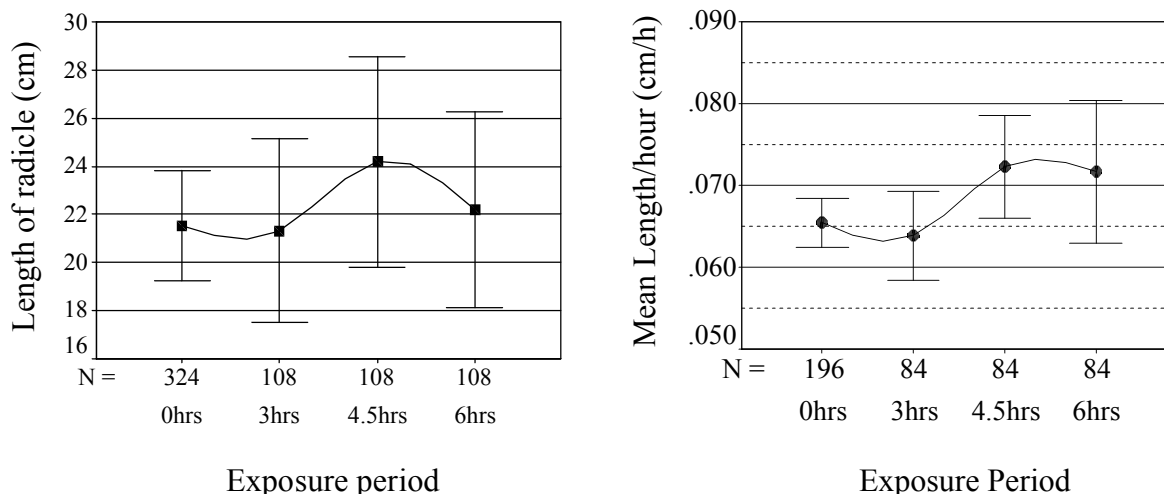 Length of radicle (cm)
30
28
26
24
22
20
18
16
N = 324 108 108 108
0hrs 3hrs 4.5hrs 6hrs
Exposure period
Mean Length/hour (cm/h)
.090
.080
.070
.060
.050
N = 196 84 84 84
0hrs 3hrs 4.5hrs 6hrs
Exposure Period